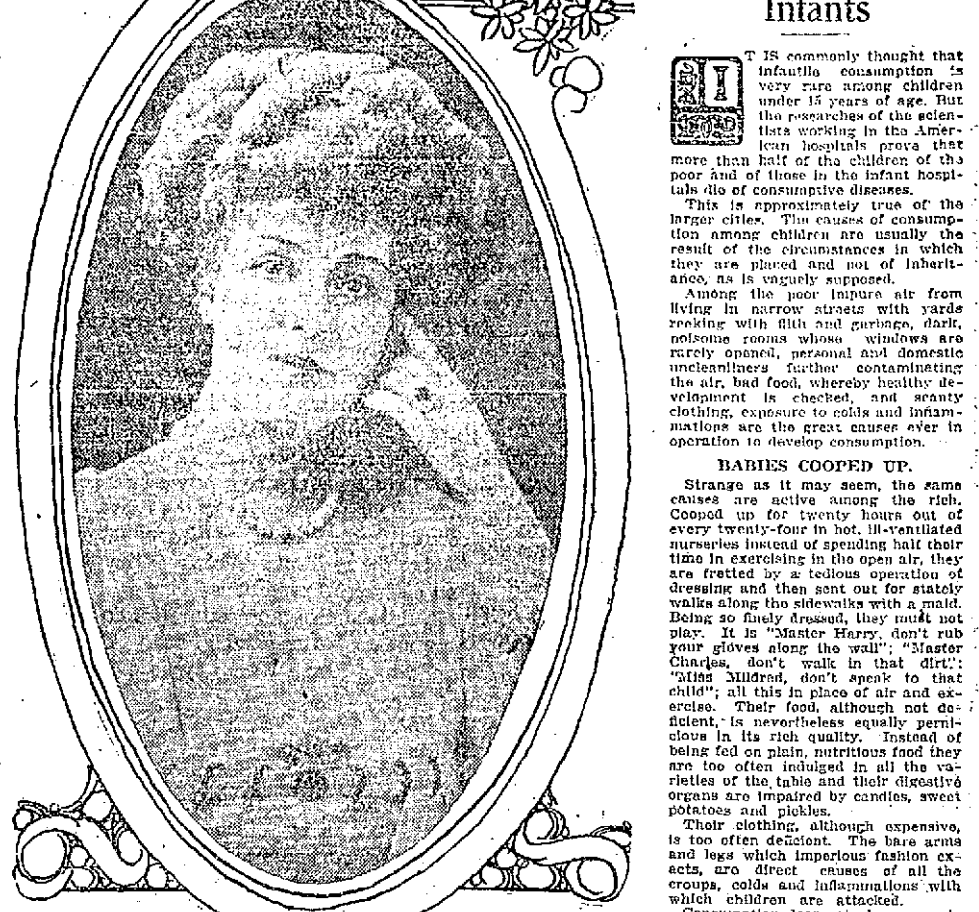 Infants
IT IS commonly thought that
infantile consumption is
very rare among children
under 15 years of age. But
the researches of the scien-
tists working in the Amer-
ican hospitals prove that
more than half of the children of the
poor and of those in the infant hospi-
tals die of consumptive diseases.
This is approximately true of the
larger cities. The causes of consump-
tion among children are usually the
result of the circumstances in which
they are placed and not of inherit-
ance, as is vaguely supposed.
Among the poor impure air from
living in narrow streets with yards
reeking with filth and garbage, dark,
noisome rooms whose windows are
rarely opened, personal and domestic
uncleanliness further contaminating
the air, bad food, whereby healthy de-
velopment is checked, and scanty
clothing, exposure to colds and inflam-
mations are the great causes ever in
operation to develop consumption.
BABIES COOPED UP.
Strange as it may seem, the same
causes are active among the rich.
Cooped up for twenty hours out of
every twenty-four in hot, ill-ventilated
nurseries instead of spending half their
time in exercising in the open air, they
are fretted by a tedious operation of
dressing and then sent out for stately
walks along the sidewalks with a maid.
Being so finely dressed, they must not
play. It is "Master Harry, don't rub
your gloves along the wall"; "Master
Charles, don't walk in that dirt";
"Miss Mildred, don't speak to that
child"; all this in place of air and ex-
ercise. Their food, although not de-
ficient, is nevertheless equally perni-
cious in its rich quality. Instead of
being fed on plain, nutritious food they
are too often indulged in all the va-
rieties of the table and their digestive
organs are impaired by candies, sweet
potatoes and pickles.
Their clothing, although expensive,
is too often deficient. The bare arms
and legs which imperious fashion ex-
acts, are direct causes of all the
croups, colds and inflammations with
which children are attacked.